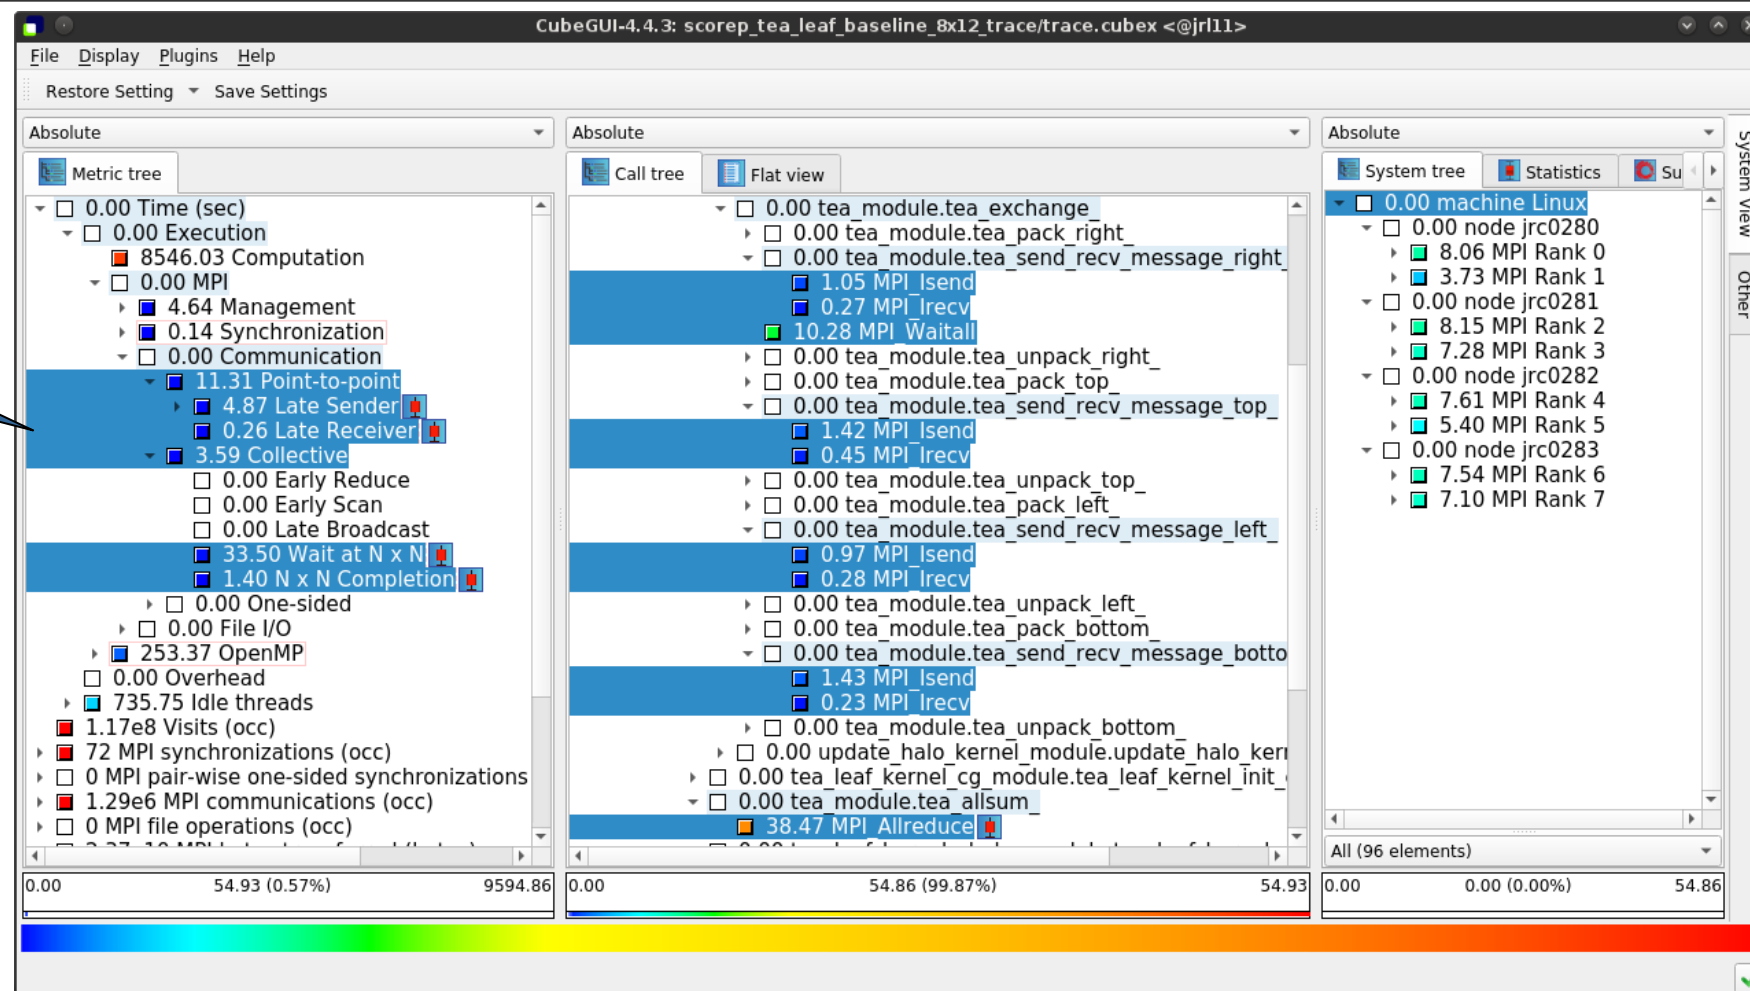 CubeGUI-4.4.3: scorep_tea_leaf_baseline_8x12_trace/trace.cubex <@jrl11>
File Display Plugins Help
Restore Setting Save Settings
Absolute
Metric tree
0.00 Time (sec)
0.00 Execution
8546.03 Computation
0.00 MPI
4.64 Management
0.14 Synchronization
0.00 Communication
11.31 Point-to-point
4.87 Late Sender
0.26 Late Receiver
3.59 Collective
0.00 Early Reduce
0.00 Early Scan
0.00 Late Broadcast
33.50 Wait at N x N
1.40 N x N Completion
0.00 One-sided
0.00 File I/O
253.37 OpenMP
0.00 Overhead
735.75 Idle threads
1.17e8 Visits (occ)
72 MPI synchronizations (occ)
0 MPI pair-wise one-sided synchronizations
1.29e6 MPI communications (occ)
0 MPI file operations (occ)
0.00 54.93 (0.57%) 9594.86
Absolute
Call tree Flat view
0.00 tea_module.tea_exchange_
0.00 tea_module.tea_pack_right_
0.00 tea_module.tea_send_recv_message_right_
1.05 MPI_Isend
0.27 MPI_Irecv
10.28 MPI_Waitall
0.00 tea_module.tea_unpack_right_
0.00 tea_module.tea_pack_top_
0.00 tea_module.tea_send_recv_message_top_
1.42 MPI_Isend
0.45 MPI_Irecv
0.00 tea_module.tea_unpack_top_
0.00 tea_module.tea_pack_left_
0.00 tea_module.tea_send_recv_message_left_
0.97 MPI_Isend
0.28 MPI_Irecv
0.00 tea_module.tea_unpack_left_
0.00 tea_module.tea_pack_bottom_
0.00 tea_module.tea_send_recv_message_botto
1.43 MPI_Isend
0.23 MPI_Irecv
0.00 tea_module.tea_unpack_bottom_
0.00 update_halo_kernel_module.update_halo_ker
0.00 tea_leaf_kernel_cg_module.tea_leaf_kernel_init_
0.00 tea_module.tea_allsum_
38.47 MPI_Allreduce
0.00 54.86 (99.87%) 54.93
Absolute
System tree Statistics Su
0.00 machine Linux
0.00 node jrc0280
8.06 MPI Rank 0
3.73 MPI Rank 1
0.00 node jrc0281
8.15 MPI Rank 2
7.28 MPI Rank 3
0.00 node jrc0282
7.61 MPI Rank 4
5.40 MPI Rank 5
0.00 node jrc0283
7.54 MPI Rank 6
7.10 MPI Rank 7
All (96 elements)
0.00 0.00 (0.00%) 54.86
System View
Other